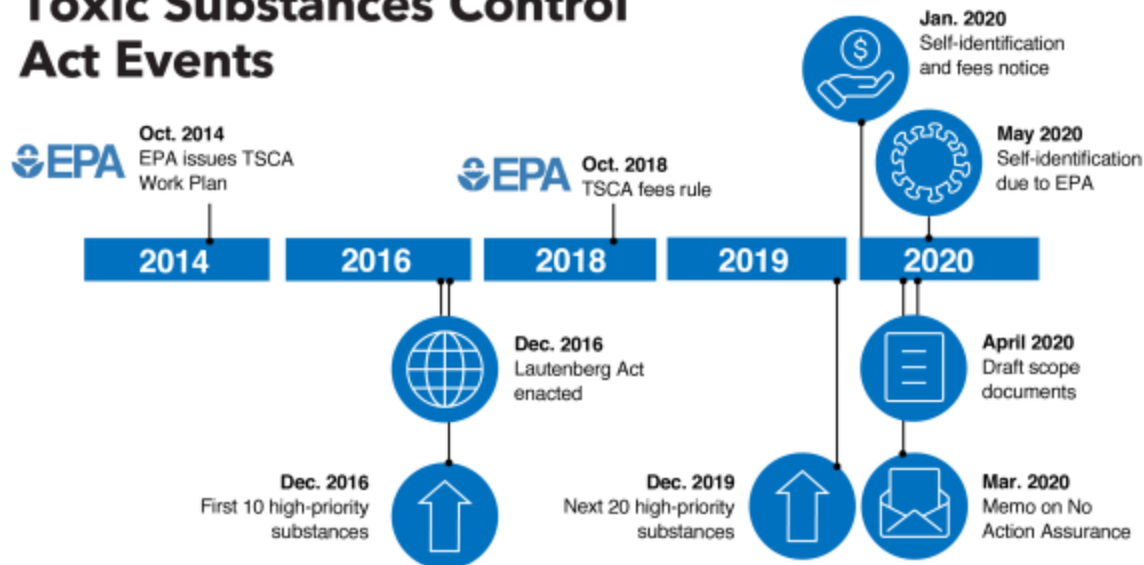 Toxic Substances Control
Act Events
Jan. 2020
Self-identification
and fees notice
EPA
Oct. 2014
EPA issues TSCA
Work Plan
EPA
Oct. 2018
TSCA fees rule
$
May 2020
Self-identification
due to EPA
2014
2016
2018
2019
2020
Dec. 2016
Lautenberg Act
enacted
April 2020
Draft scope
documents
Dec. 2016
First 10 high-priority
substances
Dec. 2019
Next 20 high-priority
substances
Mar. 2020
Memo on No
Action Assurance